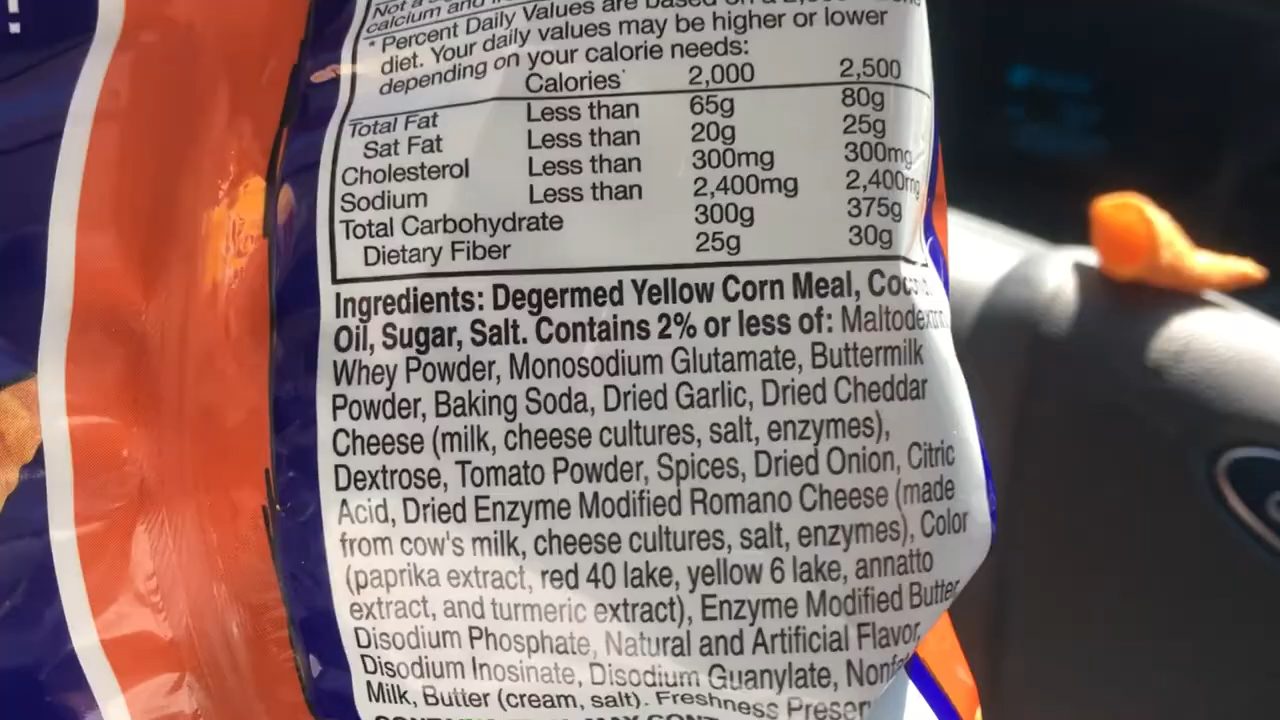 Not a
calcium and
* Percent Daily Values are based on a
diet. Your daily values may be higher or lower
depending on your calorie needs:
Calories 2,000 2,500
Total Fat Less than 65g 80g
Sat Fat Less than 20g 25g
Cholesterol Less than 300mg 300mg
Sodium Less than 2,400mg 2,400mg
Total Carbohydrate 300g 375g
Dietary Fiber 25g 30g
Ingredients: Degermed Yellow Corn Meal,
Oil, Sugar, Salt. Contains 2% or less of:
Whey Powder, Monosodium Glutamate, Buttermilk
Powder, Baking Soda, Dried Garlic, Dried Cheddar
Cheese (milk, cheese cultures, salt, enzymes),
Dextrose, Tomato Powder, Spices, Dried Onion, Citric
Acid, Dried Enzyme Modified Romano Cheese (made
from cow's milk, cheese cultures, salt, enzymes), Color
(paprika extract, red 40 lake, yellow 6 lake, annatto
extract, and turmeric extract), Enzyme Modified Butter
Disodium Phosphate, Natural and Artificial Flavor,
Disodium Inosinate, Disodium Guanylate,
Milk, Butter (cream, salt). Freshness